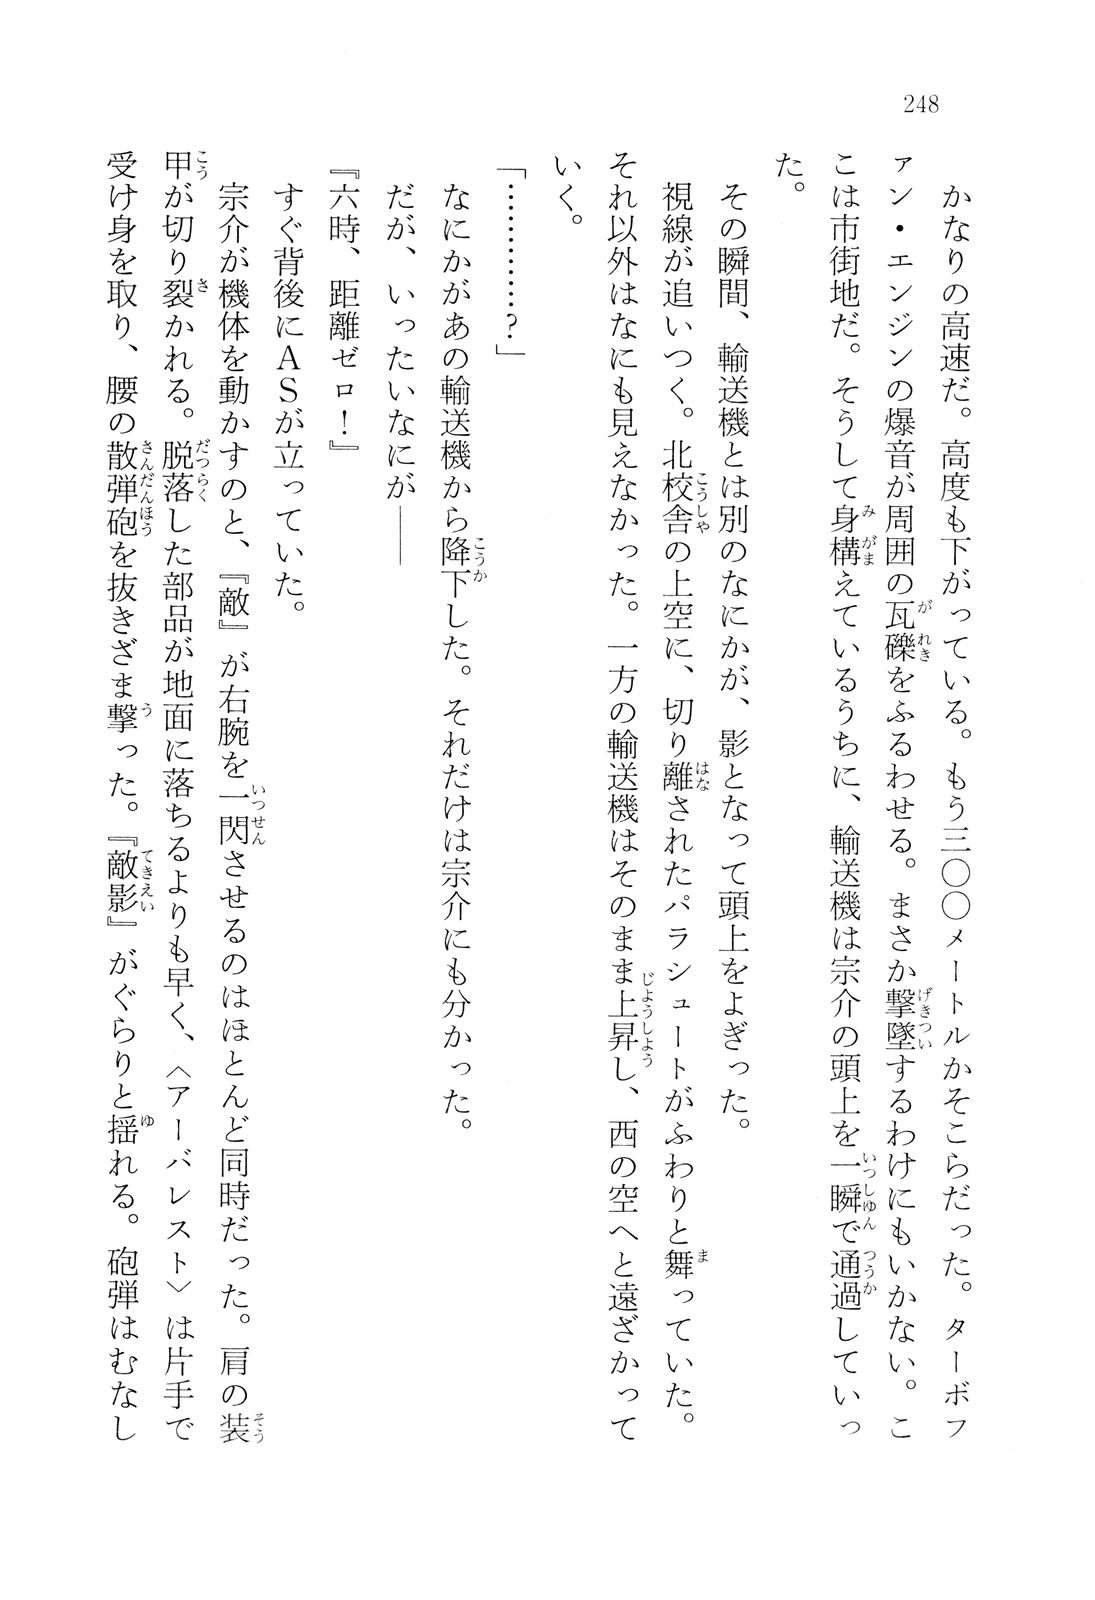 248
かなりの高速だ。高度も下がっている。もう三〇〇メートルかそこらだった。ターボフ
ァン・エンジンの爆音が周囲の瓦礫をふるわせる。まさか撃墜するわけにもいかない。こ
こは市街地だ。そうして身構えているうちに、輸送機は宗介の頭上を一瞬で通過していっ
た。
その瞬間、輸送機とは別のなにかが、影となって頭上をよぎった。
視線が追いつく。北校舎の上空に、切り離されたパラシュートがふわりと舞っていた。
それ以外はなにも見えなかった。一方の輸送機はそのまま上昇し、西の空へと遠ざかって
いく。
「…………？」
なにかがあの輸送機から降下した。それだけは宗介にも分かった。
だが、いったいなにが――
『六時、距離ゼロ！』
すぐ背後にＡＳが立っていた。
宗介が機体を動かすのと、『敵』が右腕を一閃させるのはほとんど同時だった。肩の装
甲が切り裂かれる。脱落した部品が地面に落ちるよりも早く、〈アーバレスト〉は片手で
受け身を取り、腰の散弾砲を抜きざま撃った。『敵影』がぐらりと揺れる。砲弾はむなし